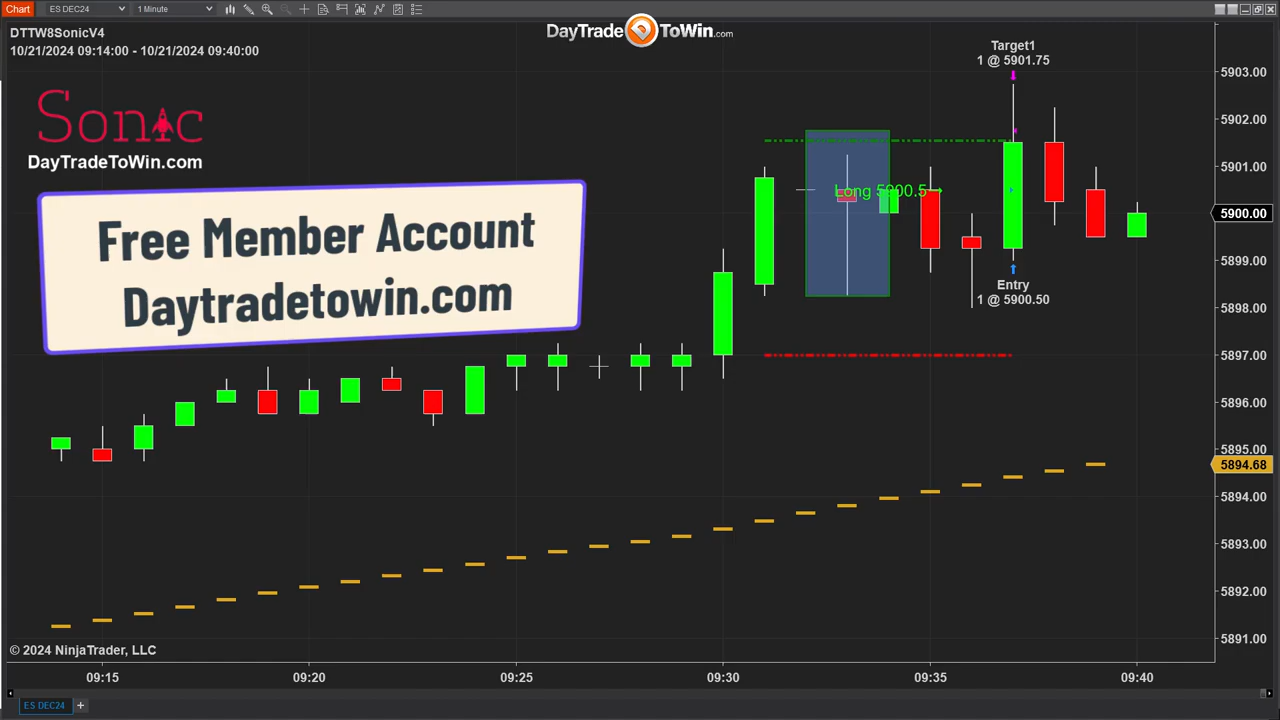 Chart
ES DEC24
1 Minute
DTTW8SonicV4
10/21/2024 09:14:00 - 10/21/2024 09:40:00
DayTradeToWin.com
Sonic
DayTradeToWin.com
Free Member Account
Daytradetowin.com
Target1
1 @ 5901.75
Long 5900.5
Entry
1 @ 5900.50
5903.00
5902.00
5901.00
5900.00
5899.00
5898.00
5897.00
5896.00
5895.00
5894.68
5894.00
5893.00
5892.00
5891.00
© 2024 NinjaTrader, LLC
09:15
09:20
09:25
09:30
09:35
09:40
ES DEC24